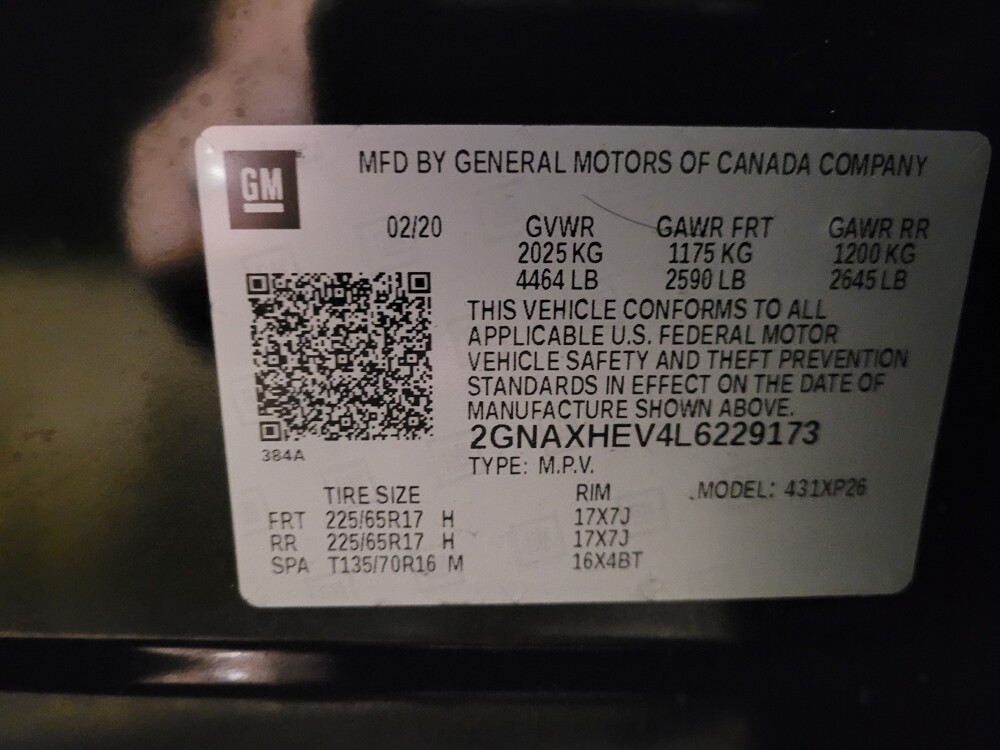 GM
MFD BY GENERAL MOTORS OF CANADA COMPANY
02/20 GVWR GAWR FRT GAWR RR
2025 KG 1175 KG 1200 KG
4464 LB 2590 LB 2645 LB
THIS VEHICLE CONFORMS TO ALL
APPLICABLE U.S. FEDERAL MOTOR
VEHICLE SAFETY AND THEFT PREVENTION
STANDARDS IN EFFECT ON THE DATE OF
MANUFACTURE SHOWN ABOVE.
2GNAXHEV4L6229173
384A
TYPE: M.P.V.
TIRE SIZE RIM MODEL: 431XP26
FRT 225/65R17 H 17X7J
RR 225/65R17 H 17X7J
SPA T135/70R16 M 16X4BT